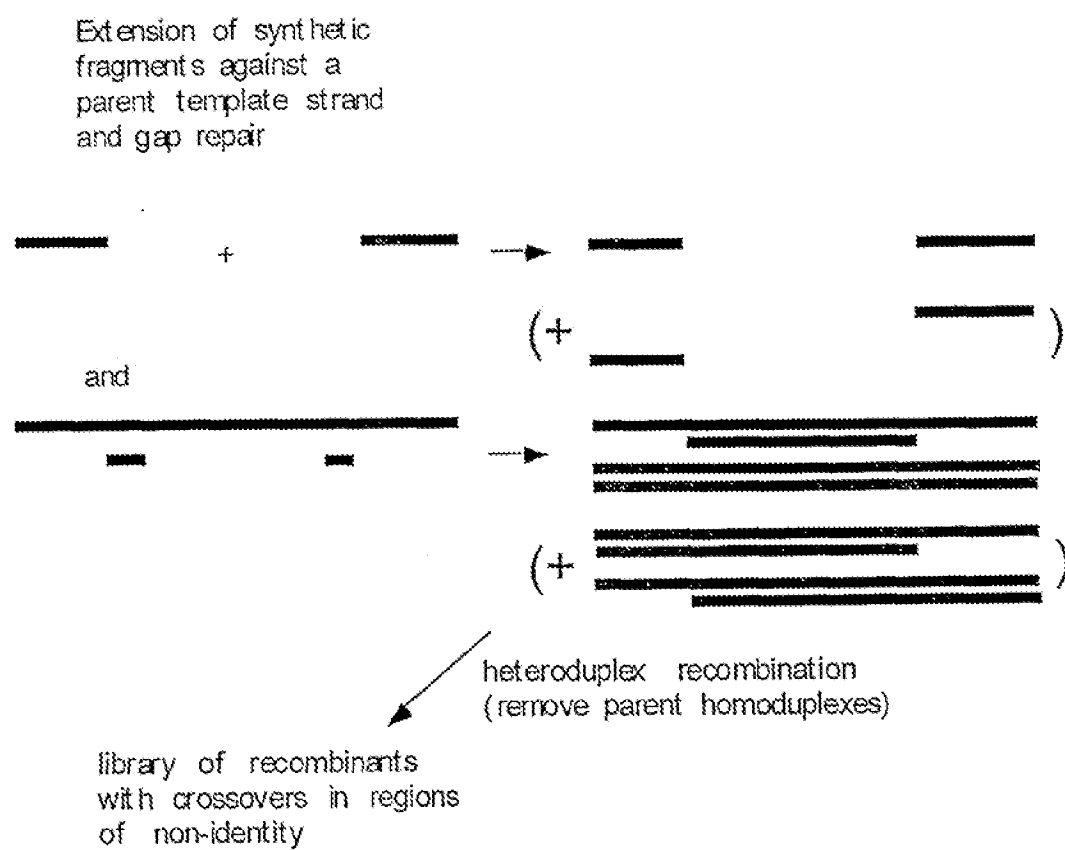 Extension of synthetic
fragments against a
parent template strand
and gap repair
+
(+
)
and
(+
)
heteroduplex recombination
(remove parent homoduplexes)
library of recombinants
with crossovers in regions
of non-identity